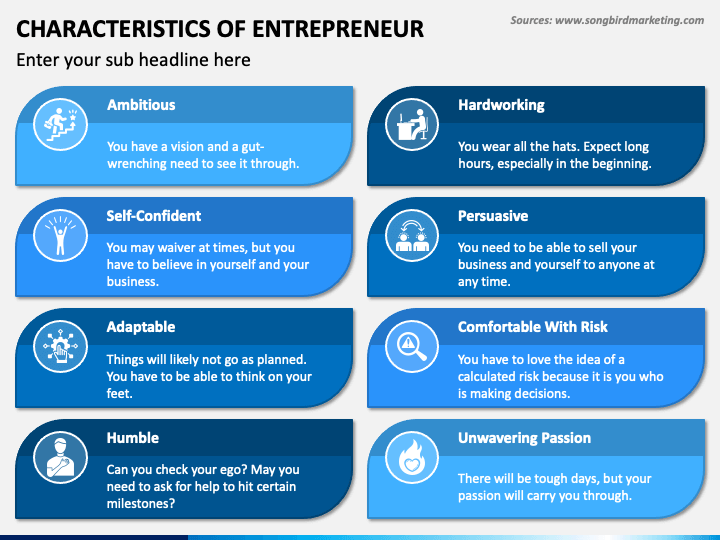 CHARACTERISTICS OF ENTREPRENEUR
Sources: www.songbirdmarketing.com
Enter your sub headline here
Ambitious
You have a vision and a gut-
wrenching need to see it through.
Hardworking
You wear all the hats. Expect long
hours, especially in the beginning.
Self-Confident
You may waiver at times, but you
have to believe in yourself and your
business.
Persuasive
You need to be able to sell your
business and yourself to anyone at
any time.
Adaptable
Things will likely not go as planned.
You have to be able to think on your
feet.
Comfortable With Risk
You have to love the idea of a
calculated risk because it is you who
is making decisions.
Humble
Can you check your ego? May you
need to ask for help to hit certain
milestones?
Unwavering Passion
There will be tough days, but your
passion will carry you through.